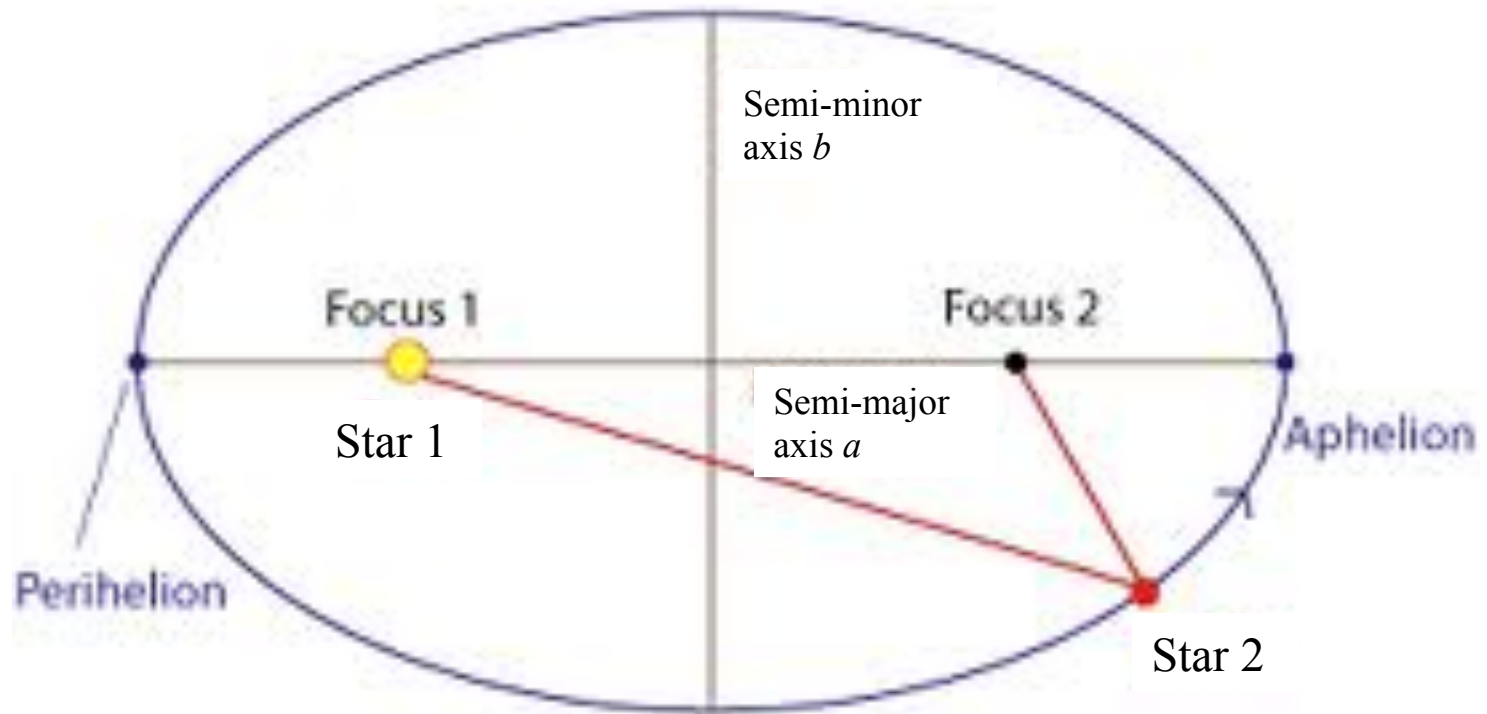 Semi-minor
axis b
Focus 1
Focus 2
Semi-major
axis a
Star 1
Aphelion
Perihelion
Star 2